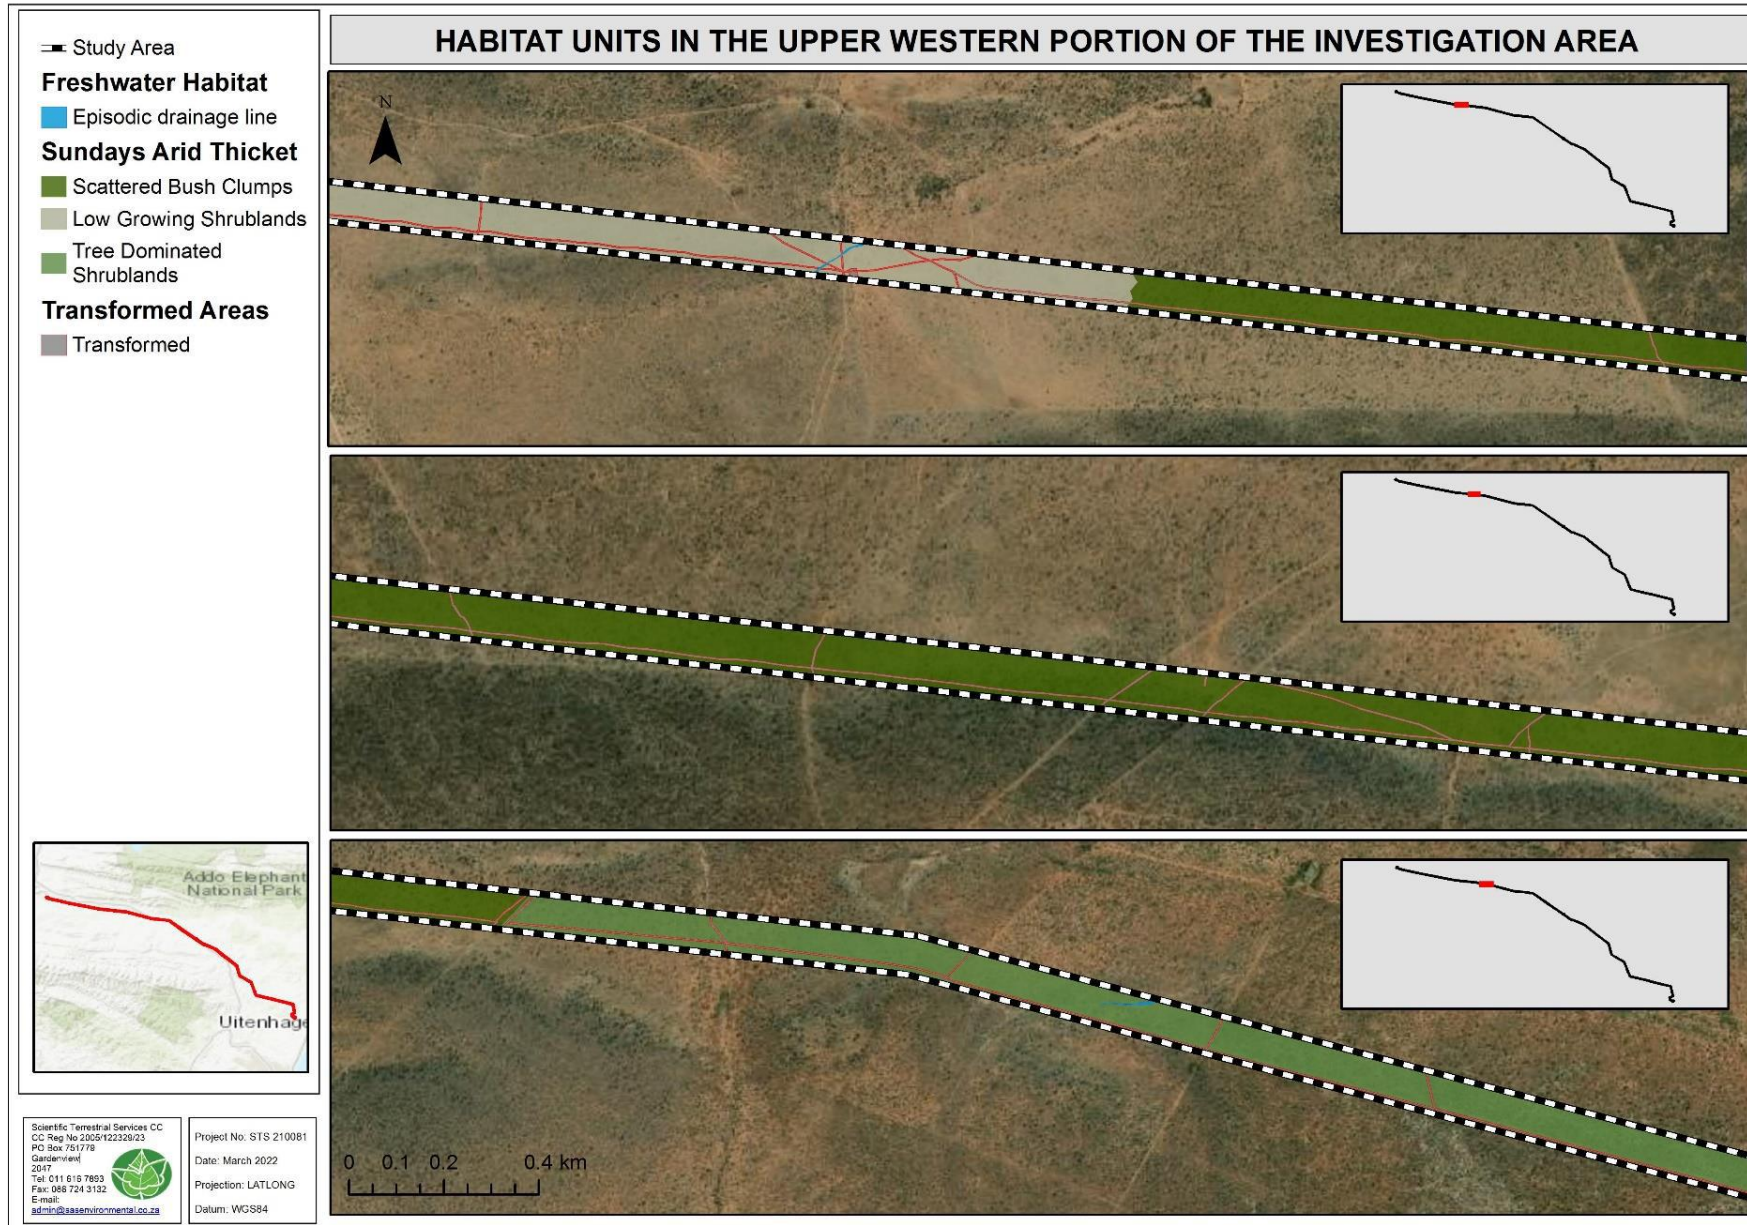 HABITAT UNITS IN THE UPPER WESTERN PORTION OF THE INVESTIGATION AREA
Study Area
Freshwater Habitat
Episodic drainage line
Sundays Arid Thicket
Scattered Bush Clumps
Low Growing Shrublands
Tree Dominated
Shrublands
Transformed Areas
Transformed
N
Addo Elephant
National Park
Uitenhage
Scientific Terrestrial Services CC
CC Reg No 2005/122329/23
PO Box 751779
Gardenview
2047
Tel: 011 616 7893
Fax: 086 724 3132
E-mail:
admin@sasenvironmental.co.za
Project No: STS 210081
Date: March 2022
Projection: LATLONG
Datum: WGS84
0 0.1 0.2 0.4 km